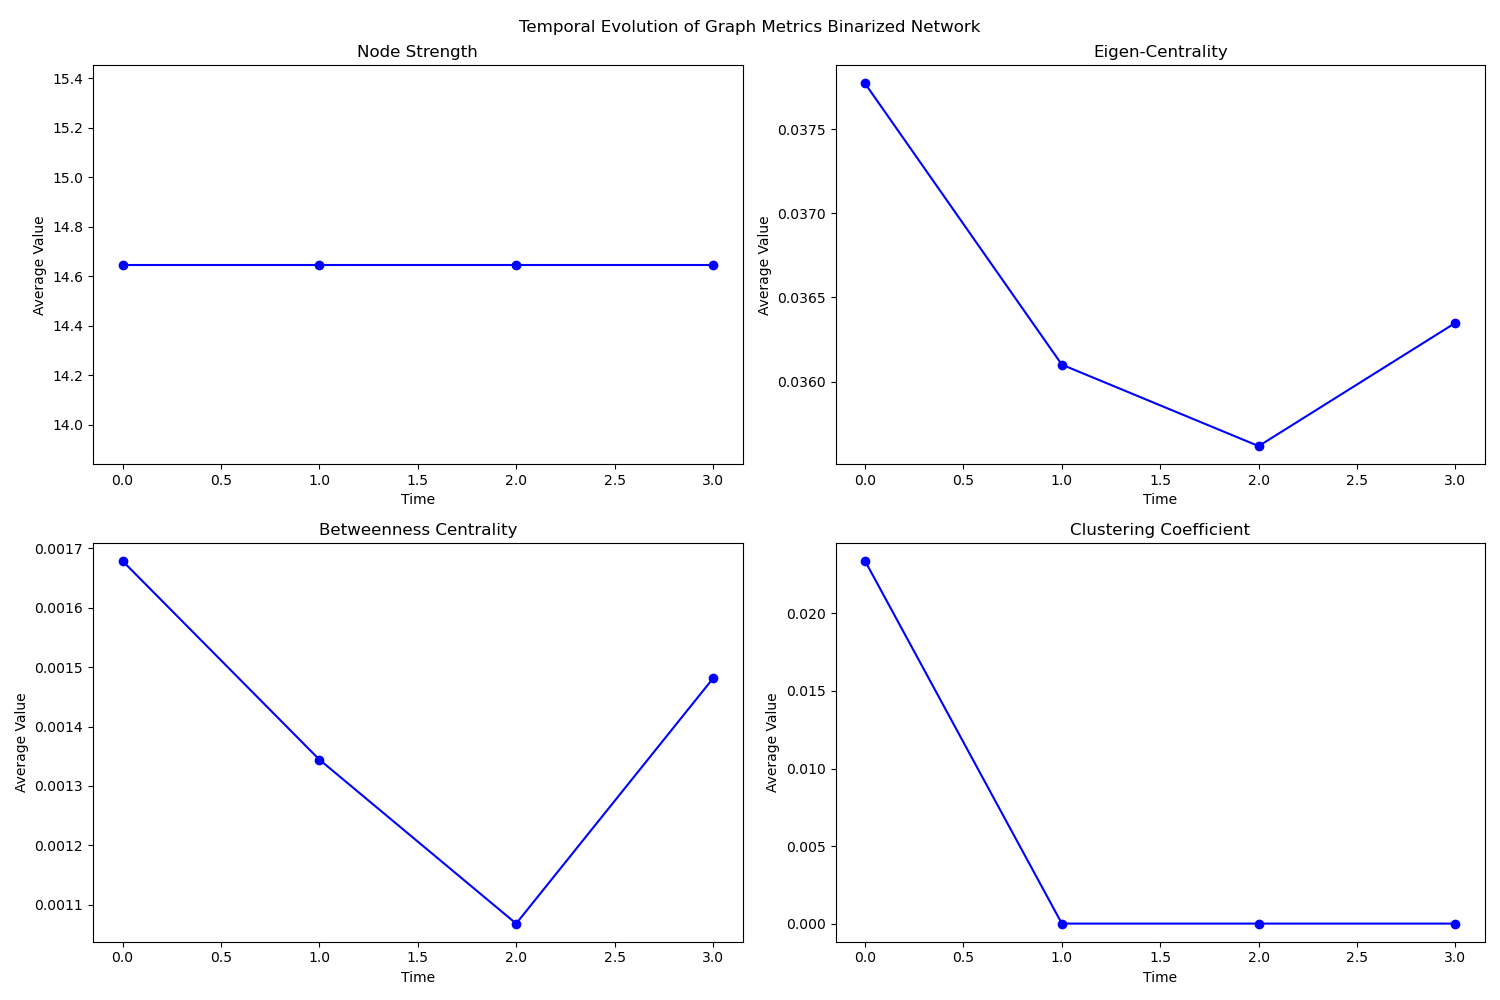 Temporal Evolution of Graph Metrics Binarized Network
Node Strength
15.4
15.2
15.0
14.8
14.6
14.4
14.2
14.0
Average Value
0.0 0.5 1.0 1.5 2.0 2.5 3.0
Time
Eigen-Centrality
0.0375
0.0370
0.0365
0.0360
Average Value
0.0 0.5 1.0 1.5 2.0 2.5 3.0
Time
Betweenness Centrality
0.0017
0.0016
0.0015
0.0014
0.0013
0.0012
0.0011
Average Value
0.0 0.5 1.0 1.5 2.0 2.5 3.0
Time
Clustering Coefficient
0.020
0.015
0.010
0.005
0.000
Average Value
0.0 0.5 1.0 1.5 2.0 2.5 3.0
Time